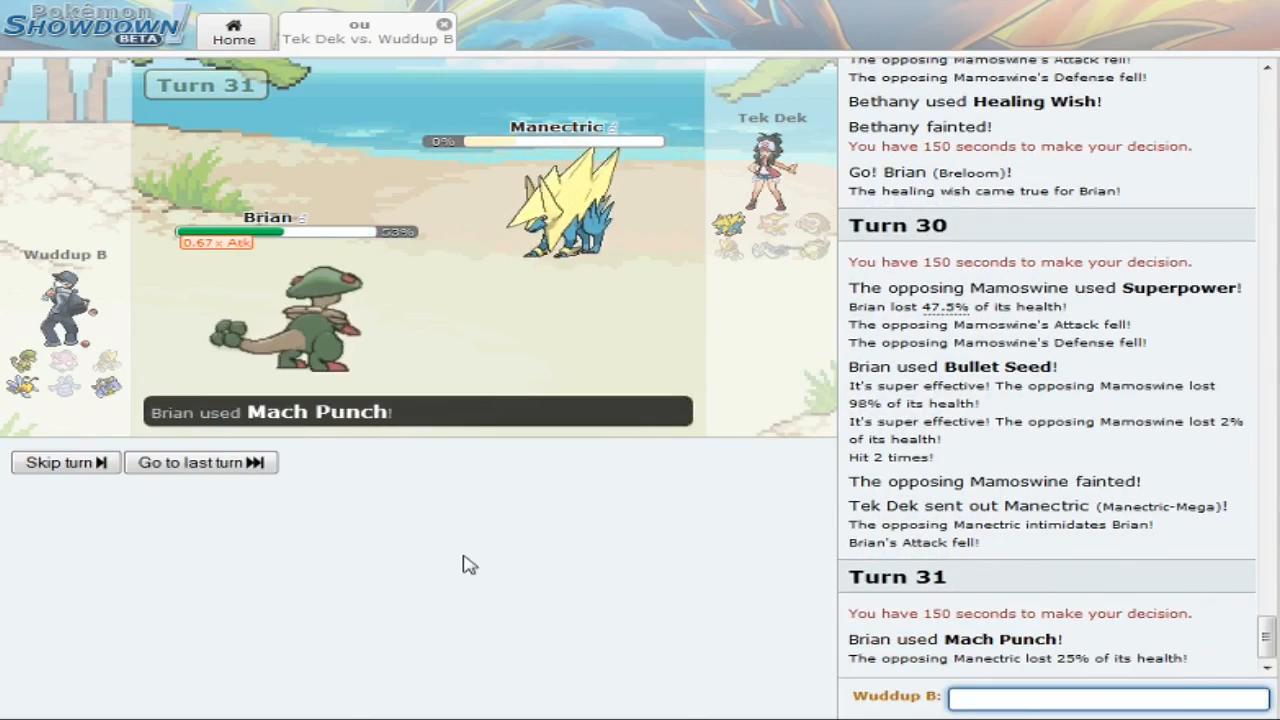 Pokémon
SHOWDOWN!
BETA
Home
ou
Tek Dek vs. Wuddup B
Turn 31
Manectric
0%
Tek Dek
Brian
53%
0.67x Atk
Wuddup B
Brian used Mach Punch!
Skip turn
Go to last turn
The opposing Mamoswine's Attack fell!
The opposing Mamoswine's Defense fell!
Bethany used Healing Wish!
Bethany fainted!
You have 150 seconds to make your decision.
Go! Brian (Breloom)!
The healing wish came true for Brian!
Turn 30
You have 150 seconds to make your decision.
The opposing Mamoswine used Superpower!
Brian lost 47.5% of its health!
The opposing Mamoswine's Attack fell!
The opposing Mamoswine's Defense fell!
Brian used Bullet Seed!
It's super effective! The opposing Mamoswine lost
98% of its health!
It's super effective! The opposing Mamoswine lost 2%
of its health!
Hit 2 times!
The opposing Mamoswine fainted!
Tek Dek sent out Manectric (Manectric-Mega)!
The opposing Manectric intimidates Brian!
Brian's Attack fell!
Turn 31
You have 150 seconds to make your decision.
Brian used Mach Punch!
The opposing Manectric lost 25% of its health!
Wuddup B: